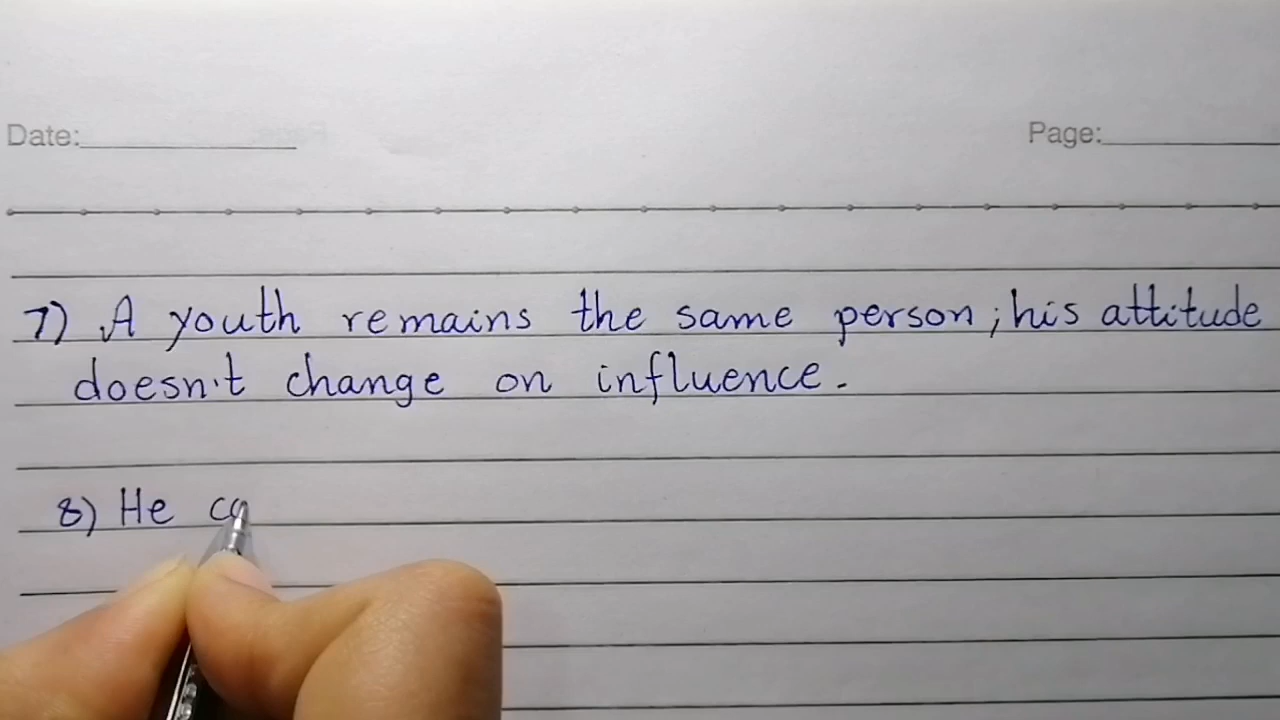 Date:
Page:
7) A youth remains the same person; his attitude
doesn't change on influence.
8) He